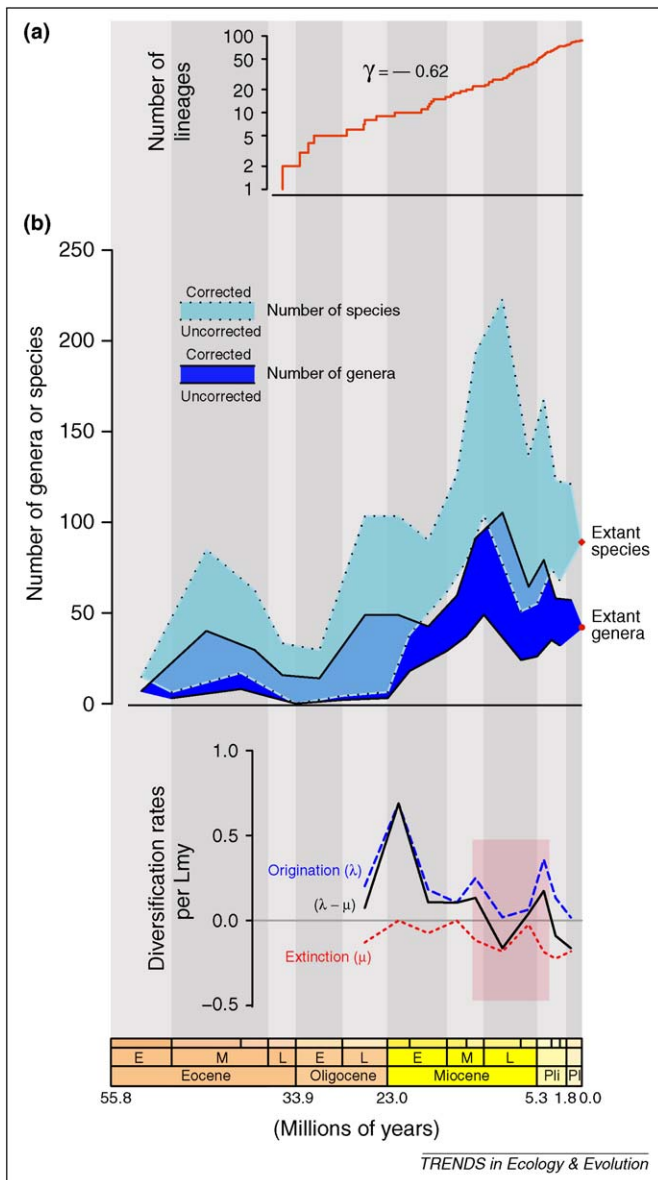 (a)
Number of lineages
100
50
20
10
5
2
1
γ = — 0.62
(b)
Number of genera or species
250
200
150
100
50
0
Corrected
Uncorrected
Number of species
Corrected
Uncorrected
Number of genera
Extant species
Extant genera
Diversification rates per Lmy
1.0
0.5
0.0
−0.5
Origination (λ)
(λ − μ)
Extinction (μ)
E M L E L E M L
Eocene Oligocene Miocene Pli Pl
55.8 33.9 23.0 5.3 1.8 0.0
(Millions of years)
TRENDS in Ecology & Evolution